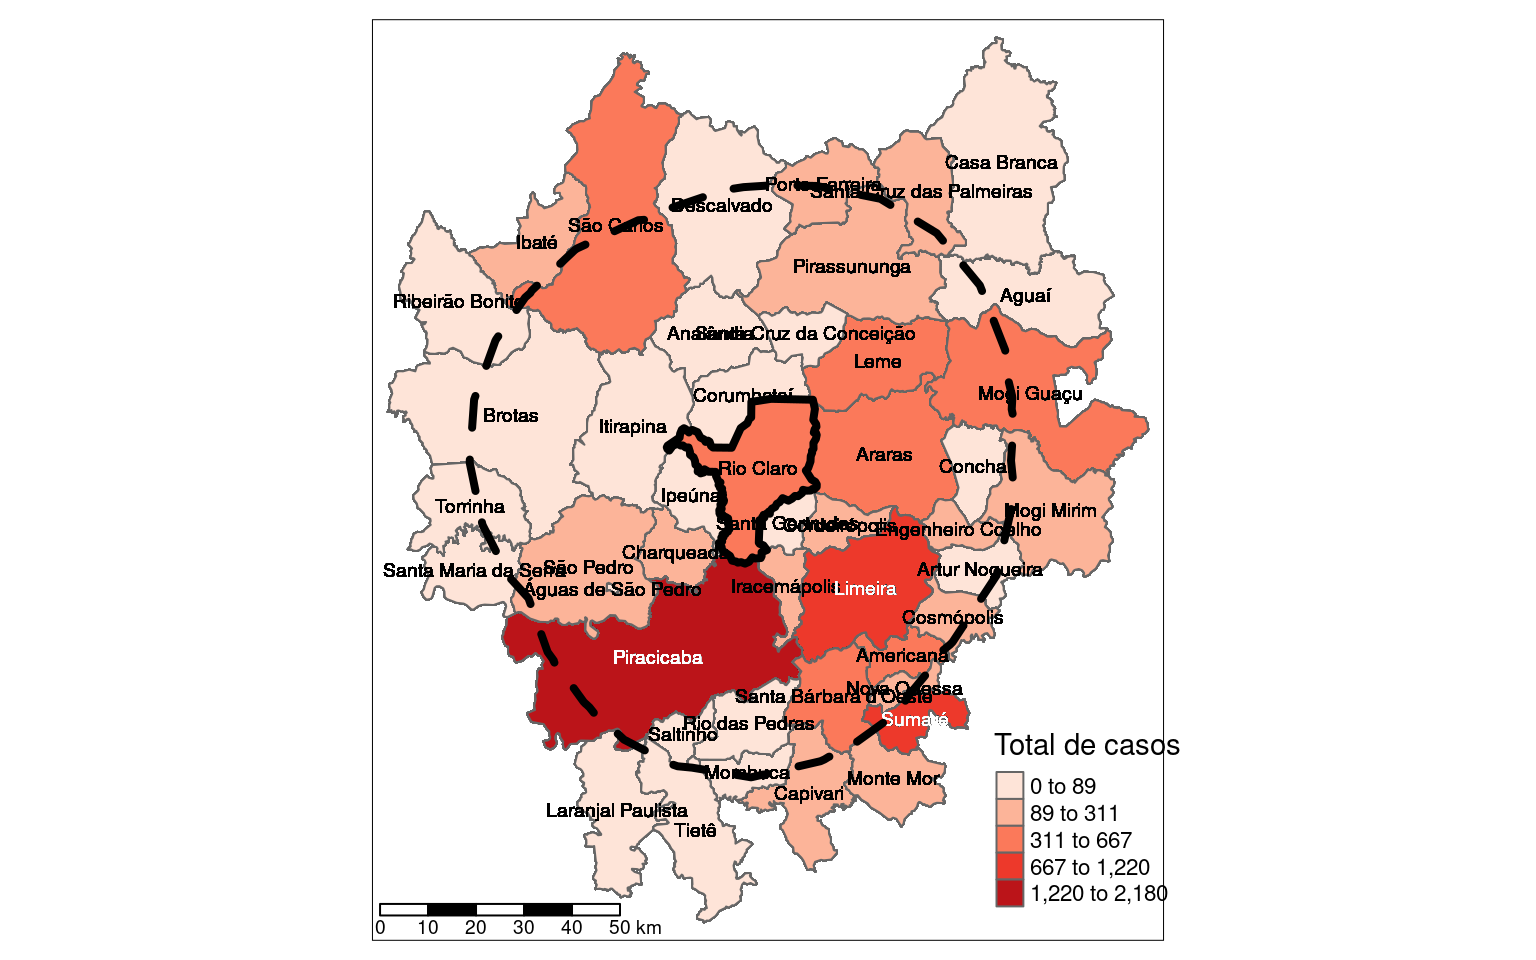 Casa Branca
Porto Ferreira
Santa Cruz das Palmeiras
Descalvado
São Carlos
Ibaté
Pirassununga
Aguaí
Ribeirão Bonito
Analândia
Santa Cruz da Conceição
Leme
Mogi Guaçu
Corumbataí
Brotas
Itirapina
Araras
Rio Claro
Conchal
Ipeúna
Torrinha
Mogi Mirim
Santa Gertrudes
Cordeirópolis
Engenheiro Coelho
Charqueada
São Pedro
Santa Maria da Serra
Artur Nogueira
Águas de São Pedro
Iracemápolis
Limeira
Cosmópolis
Americana
Piracicaba
Nova Odessa
Santa Bárbara d'Oeste
Sumaré
Rio das Pedras
Saltinho
Mombuca
Monte Mor
Capivari
Laranjal Paulista
Tietê
Total de casos
0 to 89
89 to 311
311 to 667
667 to 1,220
1,220 to 2,180
0 10 20 30 40 50 km